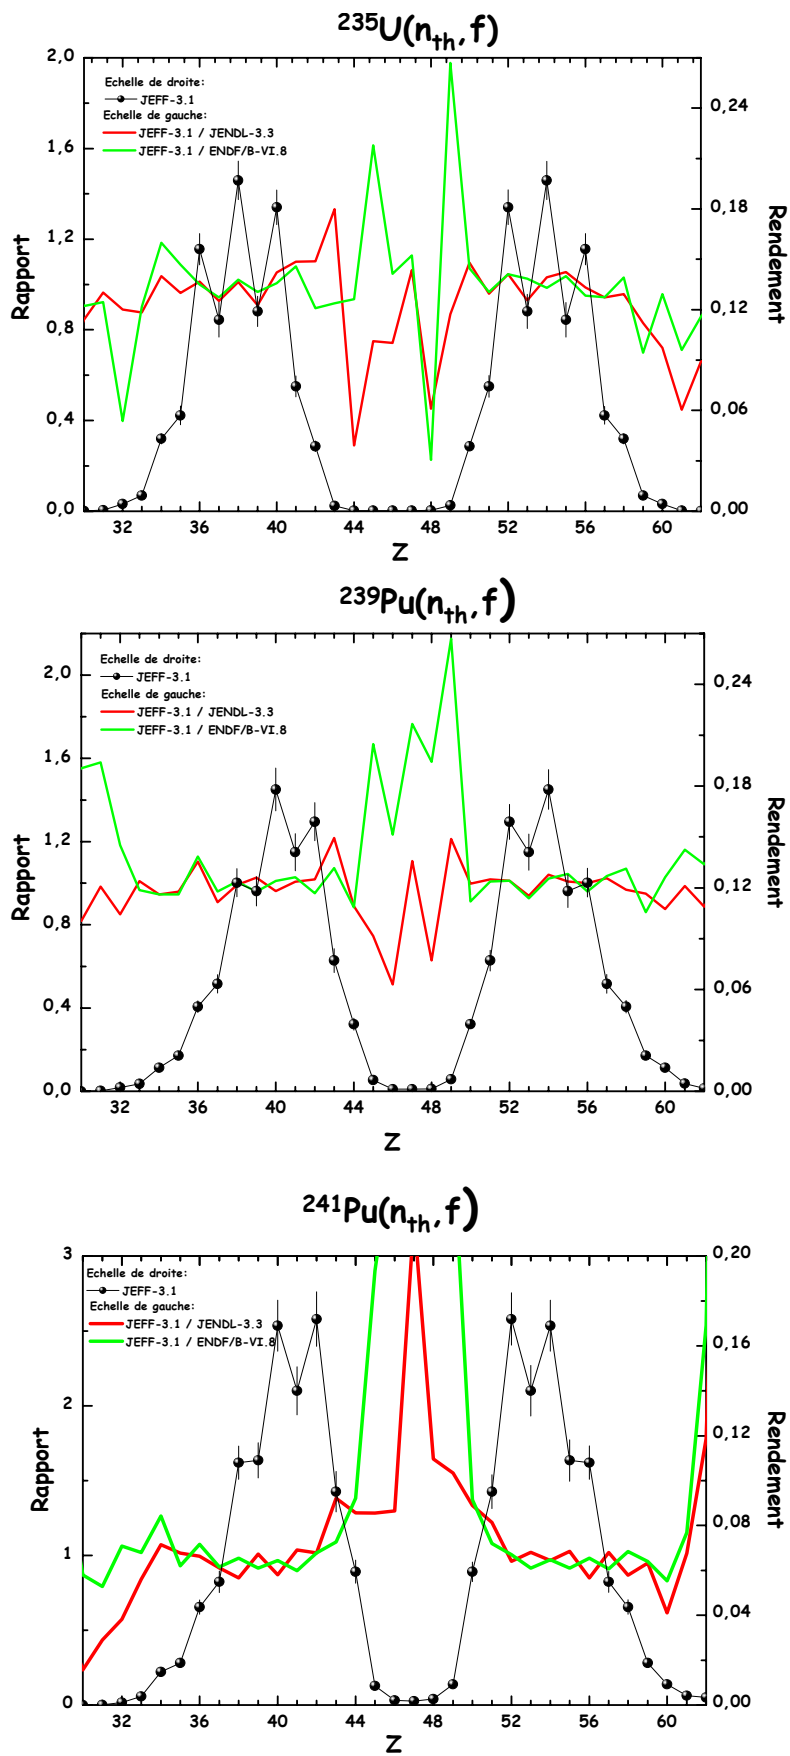 235U(nth,f)
2,0
Echelle de droite:
JEFF-3.1
Echelle de gauche:
JEFF-3.1 / JENDL-3.3
JEFF-3.1 / ENDF/B-VI.8
0,24
1,6
0,18
1,2
Rapport
Rendement
0,12
0,8
0,06
0,4
0,0
0,00
32 36 40 44 48 52 56 60
Z
239Pu(nth,f)
Echelle de droite:
JEFF-3.1
2,0
0,24
Echelle de gauche:
JEFF-3.1 / JENDL-3.3
JEFF-3.1 / ENDF/B-VI.8
1,6
0,18
1,2
Rapport
Rendement
0,12
0,8
0,06
0,4
0,0
0,00
32 36 40 44 48 52 56 60
Z
241Pu(nth,f)
3
0,20
Echelle de droite:
JEFF-3.1
Echelle de gauche:
JEFF-3.1 / JENDL-3.3
JEFF-3.1 / ENDF/B-VI.8
0,16
2
0,12
Rapport
Rendement
0,08
1
0,04
0
0,00
32 36 40 44 48 52 56 60
Z